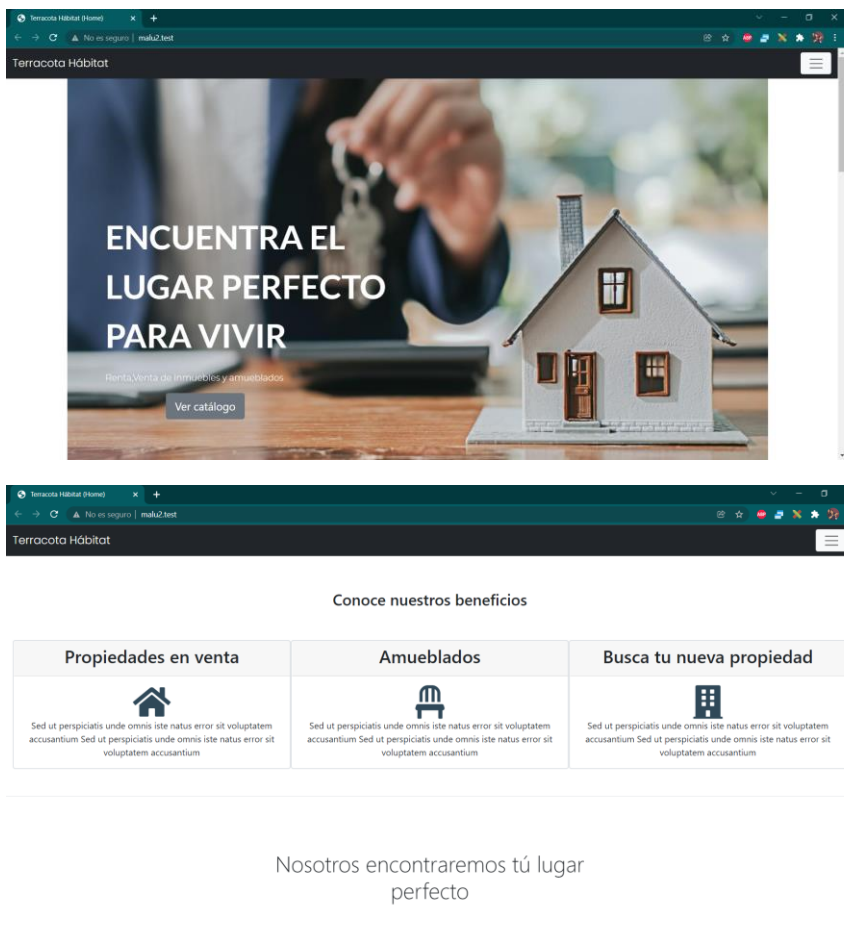 Terracota Hábitat (Home)
No es seguro | malu2.test
Terracota Hábitat
ENCUENTRA EL
LUGAR PERFECTO
PARA VIVIR
Renta,Venta de inmuebles y amueblados
Ver catálogo
Terracota Hábitat (Home)
No es seguro | malu2.test
Terracota Hábitat
Conoce nuestros beneficios
Propiedades en venta
Sed ut perspiciatis unde omnis iste natus error sit voluptatem
accusantium Sed ut perspiciatis unde omnis iste natus error sit
voluptatem accusantium
Amueblados
Sed ut perspiciatis unde omnis iste natus error sit voluptatem
accusantium Sed ut perspiciatis unde omnis iste natus error sit
voluptatem accusantium
Busca tu nueva propiedad
Sed ut perspiciatis unde omnis iste natus error sit voluptatem
accusantium Sed ut perspiciatis unde omnis iste natus error sit
voluptatem accusantium
Nosotros encontraremos tú lugar
perfecto